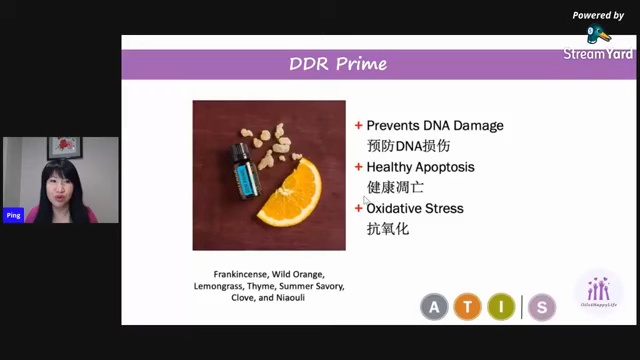 Powered by
StreamYard
DDR Prime
+ Prevents DNA Damage
预防DNA损伤
+ Healthy Apoptosis
健康凋亡
+ Oxidative Stress
抗氧化
Frankincense, Wild Orange,
Lemongrass, Thyme, Summer Savory,
Clove, and Niaouli
Ping
A T I S